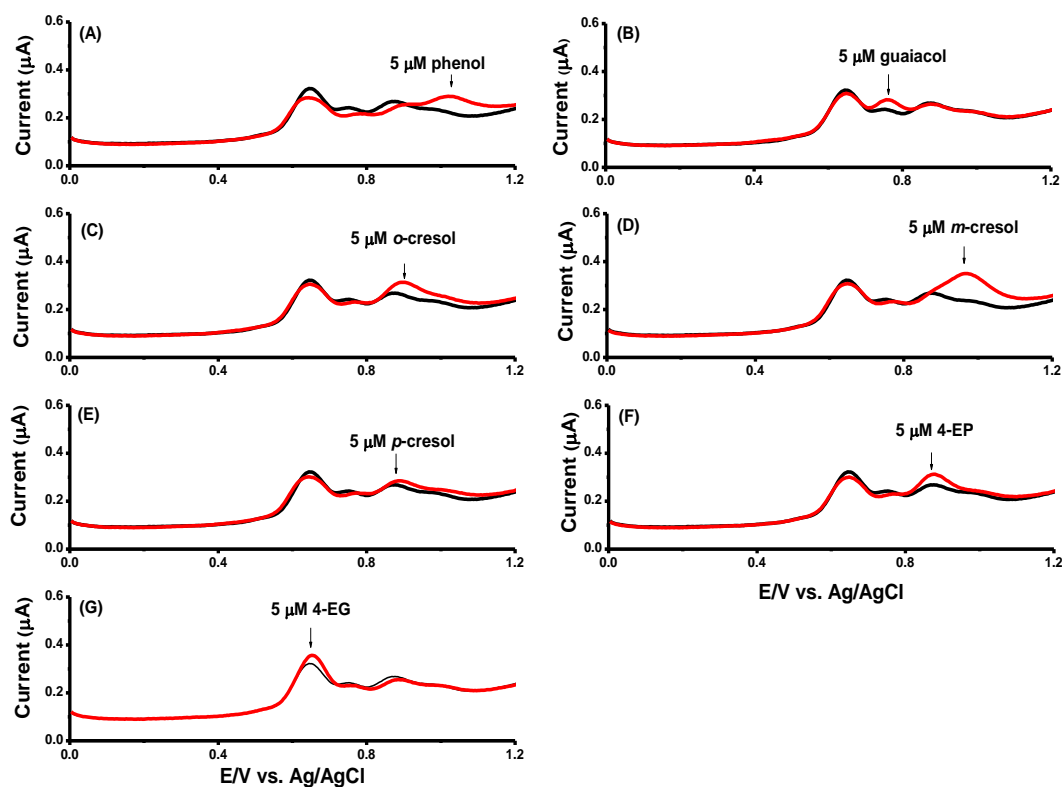 (A)
5 μM phenol
Current (μA)
0.6
0.4
0.2
0.0
0.0
0.4
0.8
1.2
(B)
5 μM guaiacol
Current (μA)
0.6
0.4
0.2
0.0
0.0
0.4
0.8
1.2
(C)
5 μM o-cresol
Current (μA)
0.6
0.4
0.2
0.0
0.0
0.4
0.8
1.2
(D)
5 μM m-cresol
Current (μA)
0.6
0.4
0.2
0.0
0.0
0.4
0.8
1.2
(E)
5 μM p-cresol
Current (μA)
0.6
0.4
0.2
0.0
0.0
0.4
0.8
1.2
(F)
5 μM 4-EP
Current (μA)
0.6
0.4
0.2
0.0
0.0
0.4
0.8
1.2
E/V vs. Ag/AgCl
(G)
5 μM 4-EG
Current (μA)
0.6
0.4
0.2
0.0
0.0
0.4
0.8
1.2
E/V vs. Ag/AgCl